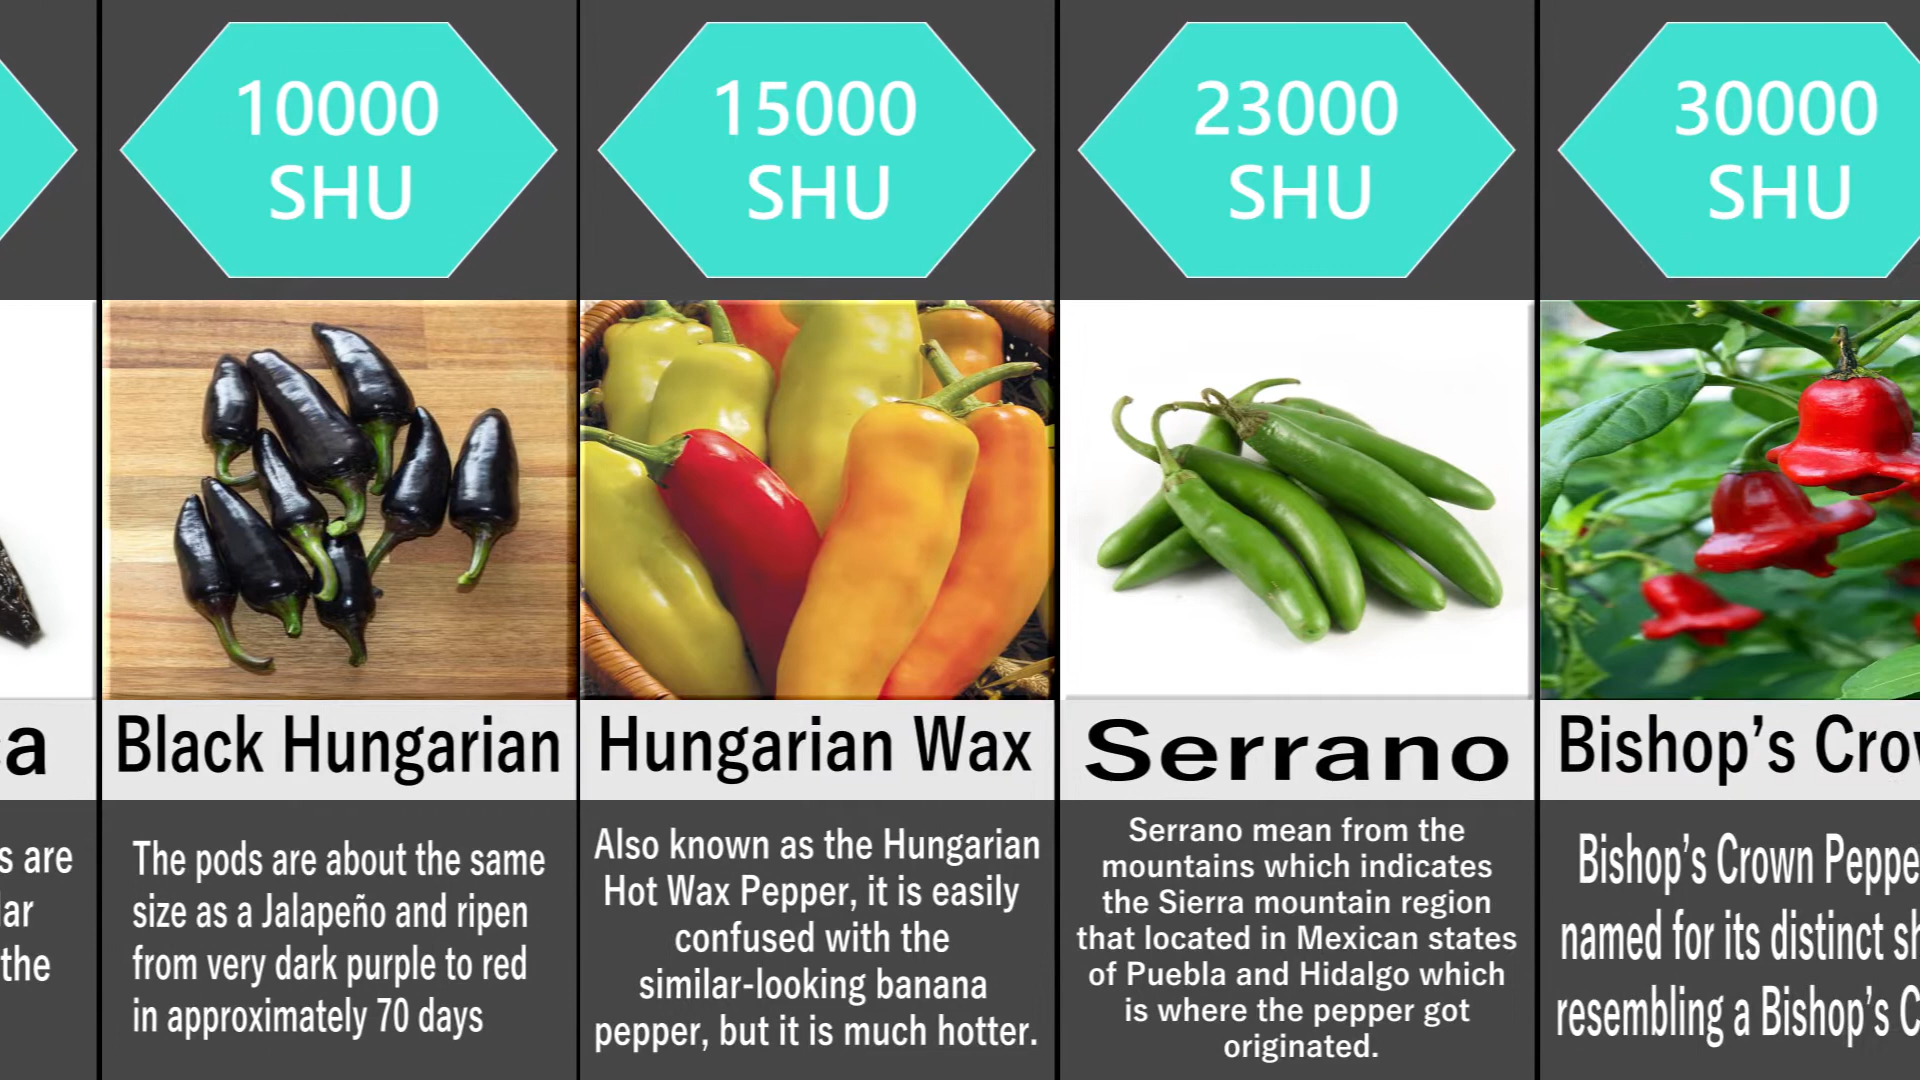 10000
SHU
15000
SHU
23000
SHU
30000
SHU
Black Hungarian
Hungarian Wax
Serrano
Bishop's
s are
the
The pods are about the same
size as a Jalapeño and ripen
from very dark purple to red
in approximately 70 days
Also known as the Hungarian
Hot Wax Pepper, it is easily
confused with the
similar-looking banana
pepper, but it is much hotter.
Serrano mean from the
mountains which indicates
the Sierra mountain region
that located in Mexican states
of Puebla and Hidalgo which
is where the pepper got
originated.
Bishop's Crown
named for its distinct
resembling a Bishop's